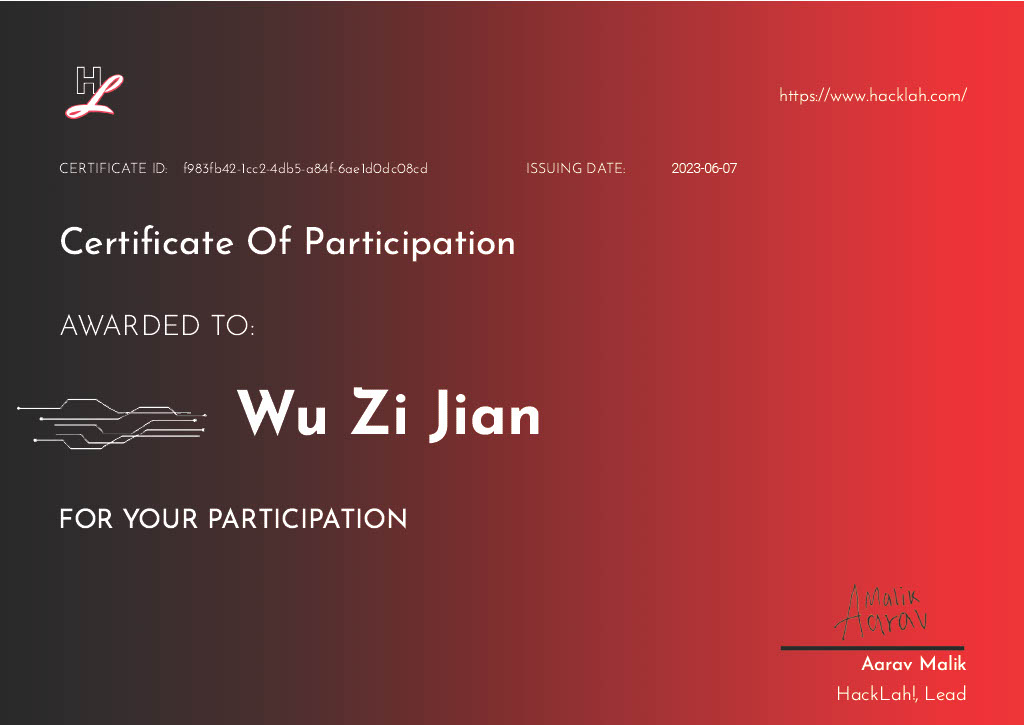 HL
https://www.hacklah.com/
CERTIFICATE ID: f983fb42-1cc2-4db5-a84f-6ae1d0dc08cd ISSUING DATE: 2023-06-07
Certificate Of Participation
AWARDED TO:
Wu Zi Jian
FOR YOUR PARTICIPATION
AMalik
Aarav
Aarav Malik
HackLah!, Lead